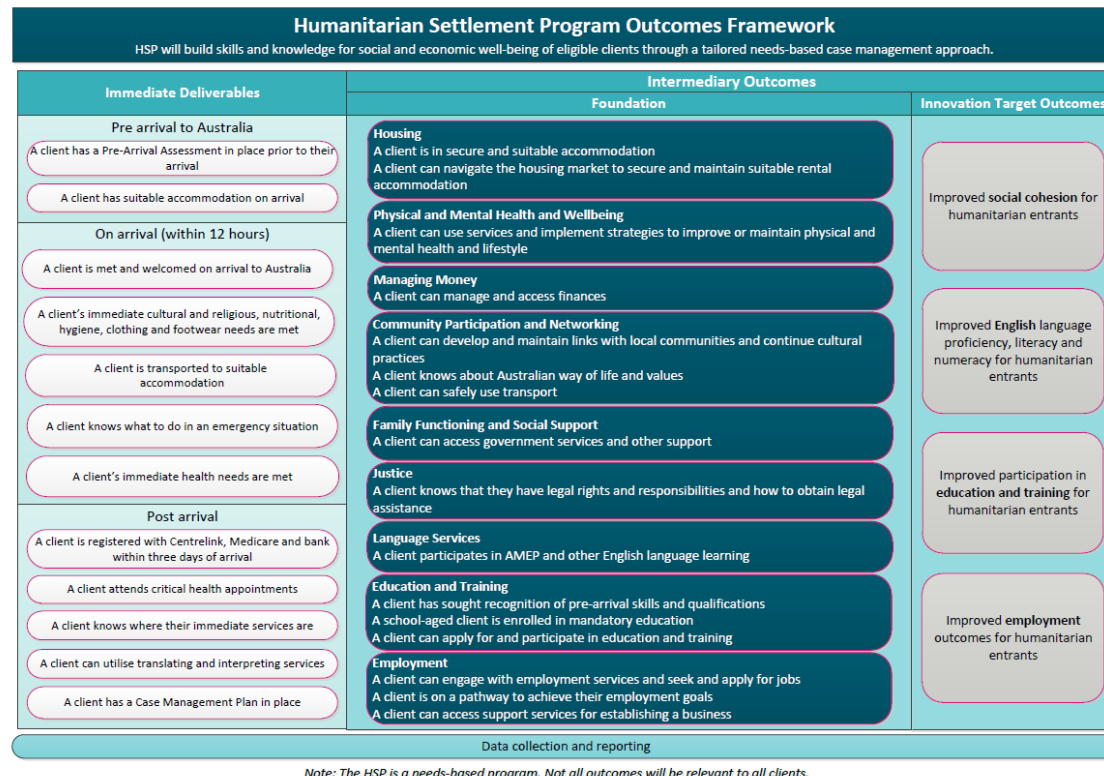 Humanitarian Settlement Program Outcomes Framework
HSP will build skills and knowledge for social and economic well-being of eligible clients through a tailored needs-based case management approach.
Immediate Deliverables
Pre arrival to Australia
A client has a Pre-Arrival Assessment in place prior to their
arrival
A client has suitable accommodation on arrival
On arrival (within 12 hours)
A client is met and welcomed on arrival to Australia
A client's immediate cultural and religious, nutritional,
hygiene, clothing and footwear needs are met
A client is transported to suitable
accommodation
A client knows what to do in an emergency situation
A client's immediate health needs are met
Post arrival
A client is registered with Centrelink, Medicare and bank
within three days of arrival
A client attends critical health appointments
A client knows where their immediate services are
A client can utilise translating and interpreting services
A client has a Case Management Plan in place
Intermediary Outcomes
Foundation
Housing
A client is in secure and suitable accommodation
A client can navigate the housing market to secure and maintain suitable rental
accommodation
Physical and Mental Health and Wellbeing
A client can use services and implement strategies to improve or maintain physical and
mental health and lifestyle
Managing Money
A client can manage and access finances
Community Participation and Networking
A client can develop and maintain links with local communities and continue cultural
practices
A client knows about Australian way of life and values
A client can safely use transport
Family Functioning and Social Support
A client can access government services and other support
Justice
A client knows that they have legal rights and responsibilities and how to obtain legal
assistance
Language Services
A client participates in AMEP and other English language learning
Education and Training
A client has sought recognition of pre-arrival skills and qualifications
A school-aged client is enrolled in mandatory education
A client can apply for and participate in education and training
Employment
A client can engage with employment services and seek and apply for jobs
A client is on a pathway to achieve their employment goals
A client can access support services for establishing a business
Innovation Target Outcomes
Improved social cohesion for
humanitarian entrants
Improved English language
proficiency, literacy and
numeracy for humanitarian
entrants
Improved participation in
education and training for
humanitarian entrants
Improved employment
outcomes for humanitarian
entrants
Data collection and reporting
Note: The HSP is a needs-based program. Not all outcomes will be relevant to all clients.